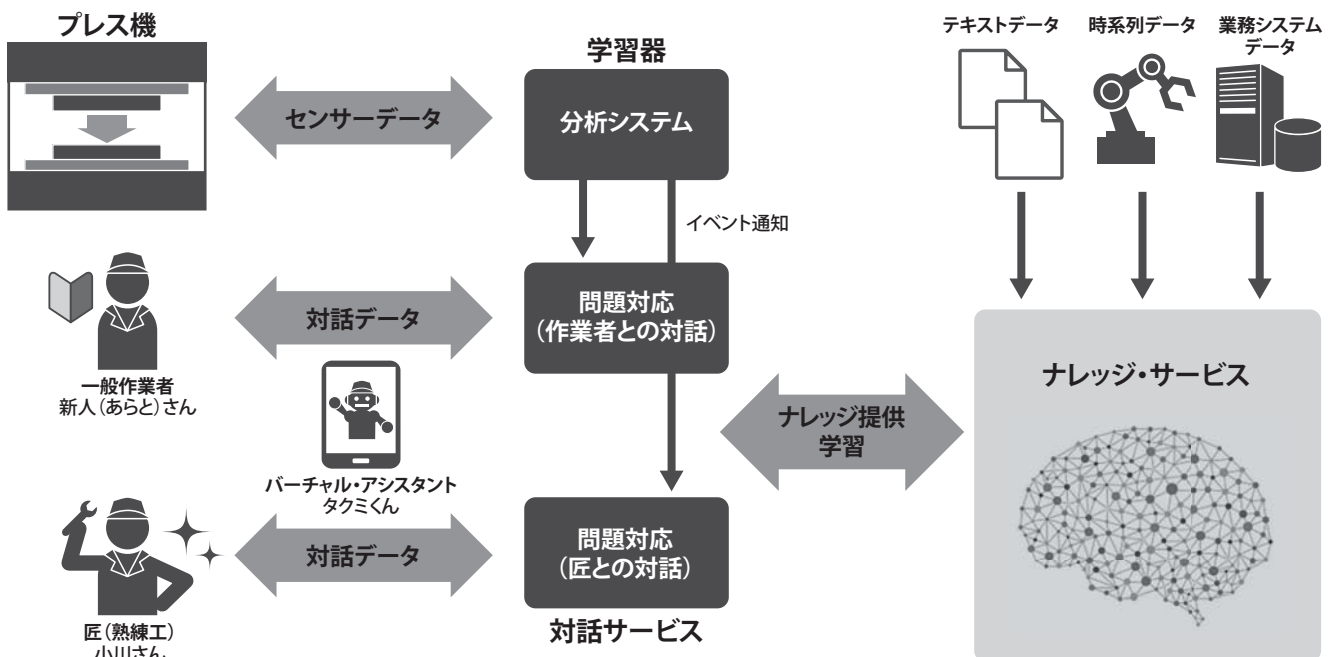 プレス機
センサーデータ
学習器
分析システム
イベント通知
テキストデータ
時系列データ
業務システム
データ
一般作業者
新人(あらと)さん
対話データ
問題対応
(作業者との対話)
バーチャル・アシスタント
タクミくん
ナレッジ提供
学習
ナレッジ・サービス
匠(熟練工)
小川さん
対話データ
問題対応
(匠との対話)
対話サービス